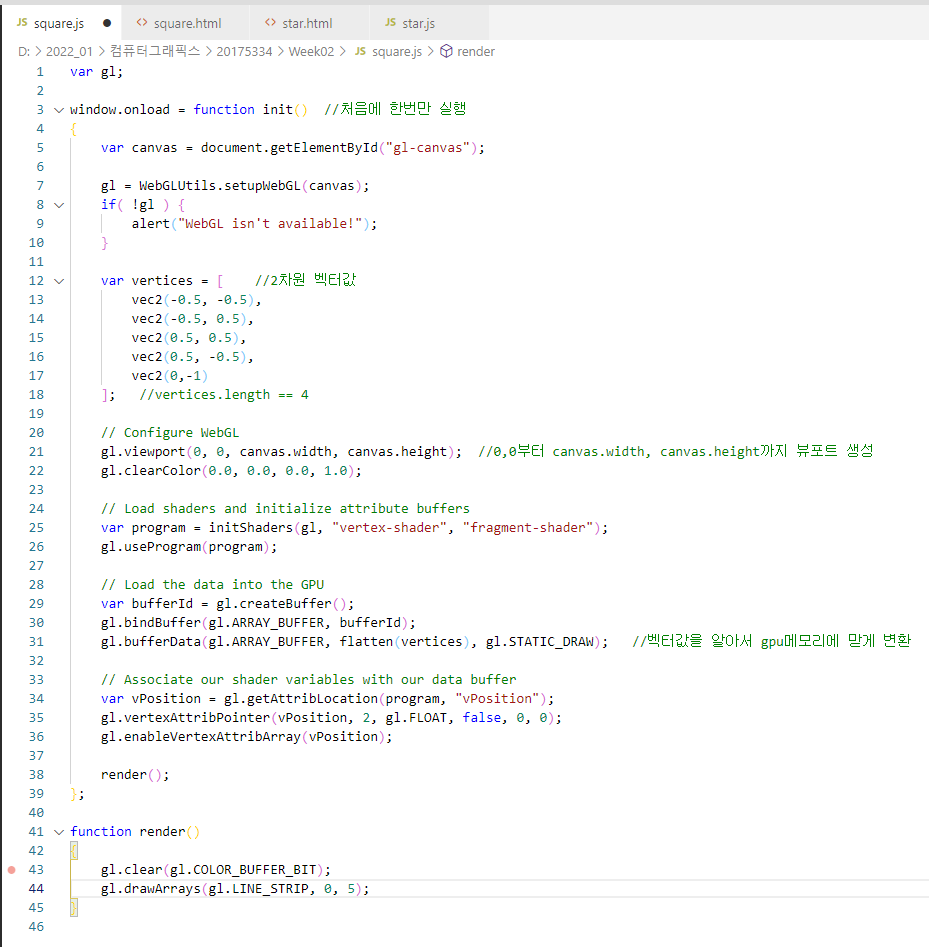 JS square.js ● <> square.html <> star.html JS star.js
D: > 2022_01 > 컴퓨터그래픽스 > 20175334 > Week02 > JS square.js > render
1 var gl;
2
3 window.onload = function init() //처음에 한번만 실행
4 {
5 var canvas = document.getElementById("gl-canvas");
6
7 gl = WebGLUtils.setupWebGL(canvas);
8 if( !gl ) {
9 alert("WebGL isn't available!");
10 }
11
12 var vertices = [ //2차원 벡터값
13 vec2(-0.5, -0.5),
14 vec2(-0.5, 0.5),
15 vec2(0.5, 0.5),
16 vec2(0.5, -0.5),
17 vec2(0,-1)
18 ]; //vertices.length == 4
19
20 // Configure WebGL
21 gl.viewport(0, 0, canvas.width, canvas.height); //0,0부터 canvas.width, canvas.height까지 뷰포트 생성
22 gl.clearColor(0.0, 0.0, 0.0, 1.0);
23
24 // Load shaders and initialize attribute buffers
25 var program = initShaders(gl, "vertex-shader", "fragment-shader");
26 gl.useProgram(program);
27
28 // Load the data into the GPU
29 var bufferId = gl.createBuffer();
30 gl.bindBuffer(gl.ARRAY_BUFFER, bufferId);
31 gl.bufferData(gl.ARRAY_BUFFER, flatten(vertices), gl.STATIC_DRAW); //벡터값을 알아서 gpu메모리에 맏게 변환
32
33 // Associate our shader variables with our data buffer
34 var vPosition = gl.getAttribLocation(program, "vPosition");
35 gl.vertexAttribPointer(vPosition, 2, gl.FLOAT, false, 0, 0);
36 gl.enableVertexAttribArray(vPosition);
37
38 render();
39 };
40
41 function render()
42 {
43 gl.clear(gl.COLOR_BUFFER_BIT);
44 gl.drawArrays(gl.LINE_STRIP, 0, 5);
45 }
46